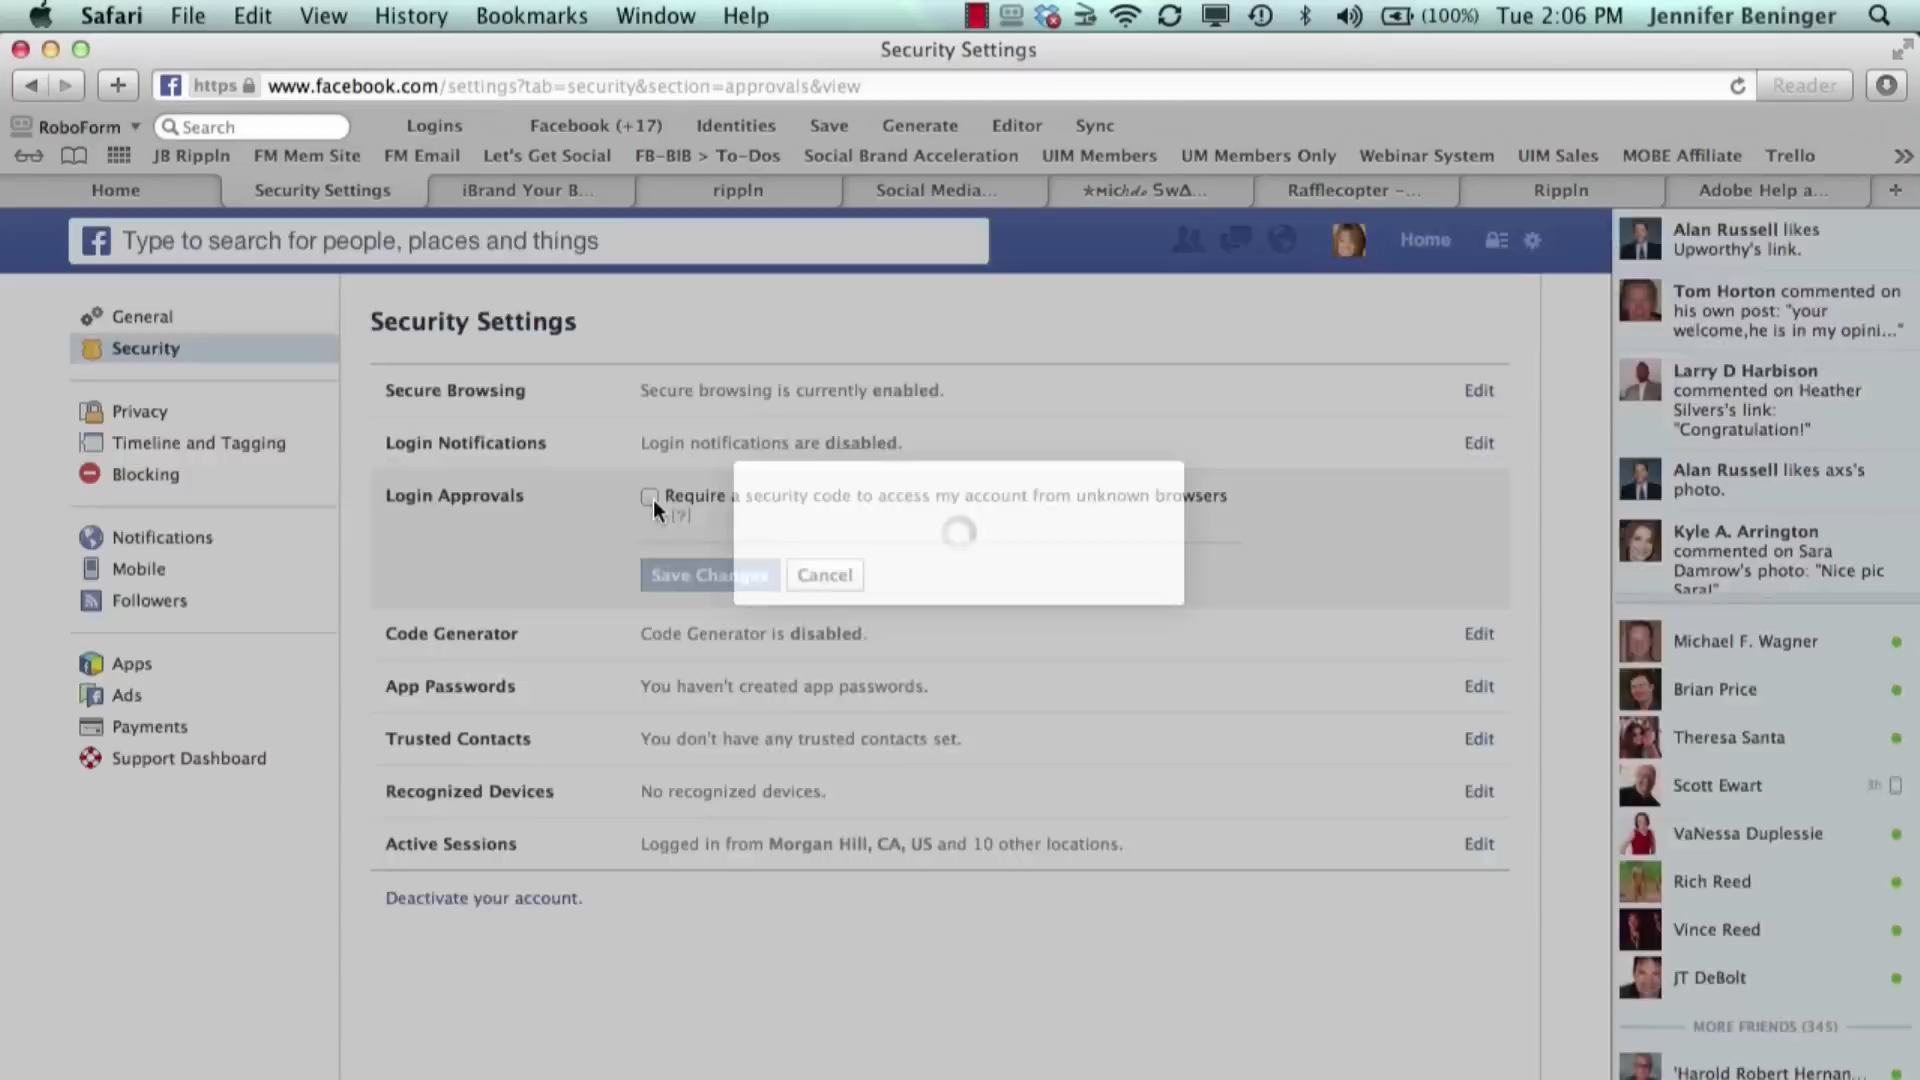 Safari File Edit View History Bookmarks Window Help (100%) Tue 2:06 PM Jennifer Beninger
Security Settings
https www.facebook.com/settings?tab=security&section=approvals&view Reader
RoboForm Search Logins Facebook (+17) Identities Save Generate Editor Sync
JB Rippln FM Mem Site FM Email Let's Get Social FB-BIB > To-Dos Social Brand Acceleration UIM Members UM Members Only Webinar System UIM Sales MOBE Affiliate Trello
Home Security Settings iBrand Your B... rippln Social Media... Rafflecopter -... Rippln Adobe Help a...
Type to search for people, places and things
Home
General
Security
Privacy
Timeline and Tagging
Blocking
Notifications
Mobile
Followers
Apps
Ads
Payments
Support Dashboard
Security Settings
Secure Browsing Secure browsing is currently enabled. Edit
Login Notifications Login notifications are disabled. Edit
Login Approvals Require a security code to access my account from unknown browsers
[?]
Save Changes Cancel
Code Generator Code Generator is disabled. Edit
App Passwords You haven't created app passwords. Edit
Trusted Contacts You don't have any trusted contacts set. Edit
Recognized Devices No recognized devices. Edit
Active Sessions Logged in from Morgan Hill, CA, US and 10 other locations. Edit
Deactivate your account.
Alan Russell likes
Upworthy's link.
Tom Horton commented on
his own post: "your
welcome,he is in my opini..."
Larry D Harbison
commented on Heather
Silvers's link:
"Congratulation!"
Alan Russell likes axs's
photo.
Kyle A. Arrington
commented on Sara
Damrow's photo: "Nice pic
Sara!"
Michael F. Wagner
Brian Price
Theresa Santa
Scott Ewart 3h
VaNessa Duplessie
Rich Reed
Vince Reed
JT DeBolt
MORE FRIENDS (345)
'Harold Robert Hernan...